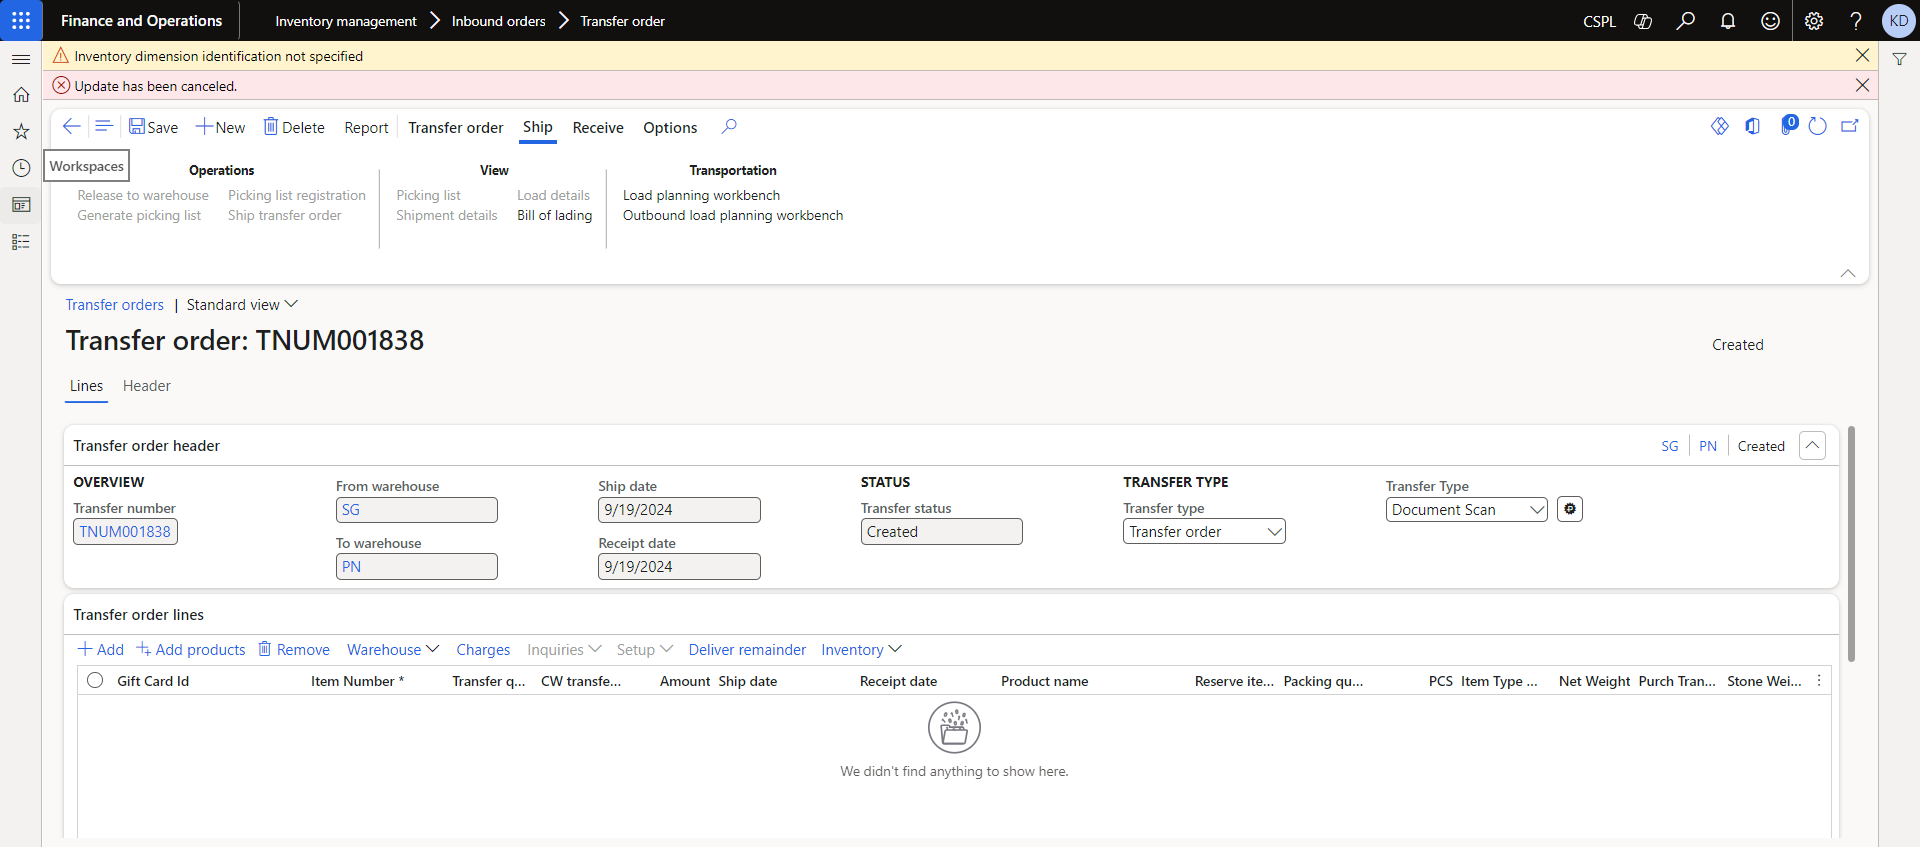 Finance and Operations
Inventory management > Inbound orders > Transfer order
CSPL
KD
Inventory dimension identification not specified
Update has been canceled.
Save New Delete Report Transfer order Ship Receive Options
0
Workspaces
Operations
Release to warehouse Picking list registration
Generate picking list Ship transfer order
View
Picking list Load details
Shipment details Bill of lading
Transportation
Load planning workbench
Outbound load planning workbench
Transfer orders | Standard view
Transfer order: TNUM001838
Created
Lines Header
Transfer order header
SG PN Created
OVERVIEW
Transfer number
TNUM001838
From warehouse
SG
To warehouse
PN
Ship date
9/19/2024
Receipt date
9/19/2024
STATUS
Transfer status
Created
TRANSFER TYPE
Transfer type
Transfer order
Transfer Type
Document Scan
Transfer order lines
Add Add products Remove Warehouse Charges Inquiries Setup Deliver remainder Inventory
Gift Card Id Item Number * Transfer q... CW transfe... Amount Ship date Receipt date Product name Reserve ite... Packing qu... PCS Item Type ... Net Weight Purch Tran... Stone Wei...
We didn't find anything to show here.